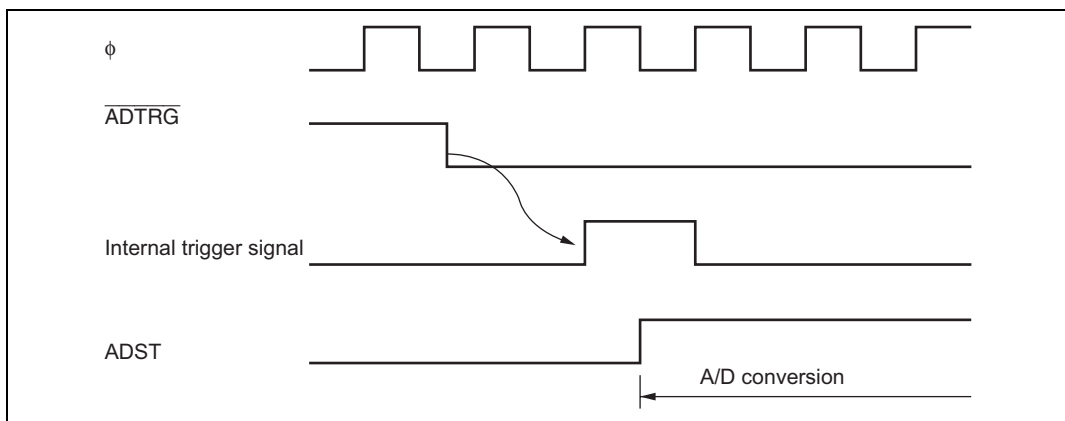 ϕ
ADTRG
Internal trigger signal
ADST
A/D conversion